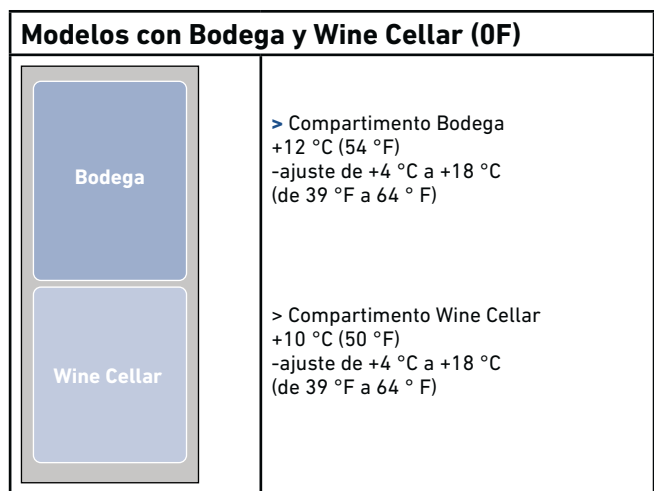 Modelos con Bodega y Wine Cellar (0F)
Bodega
> Compartimento Bodega
+12 °C (54 °F)
-ajuste de +4 °C a +18 °C
(de 39 °F a 64 ° F)
Wine Cellar
> Compartimento Wine Cellar
+10 °C (50 °F)
-ajuste de +4 °C a +18 °C
(de 39 °F a 64 ° F)